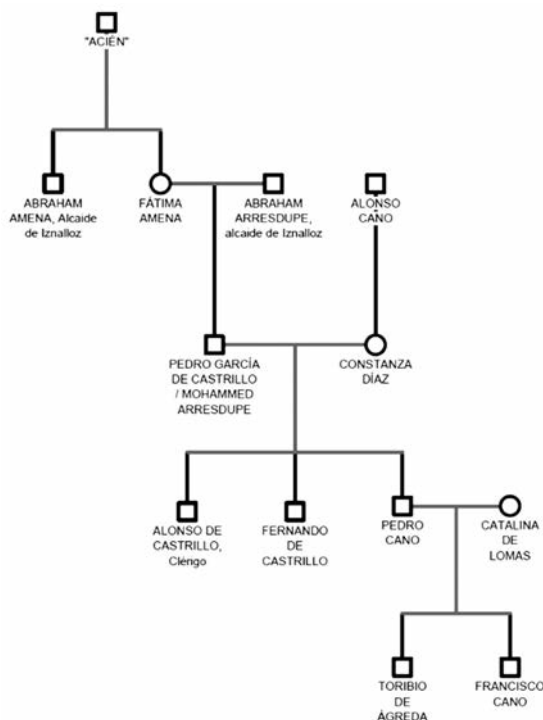 "ACIÉN"
ABRAHAM
AMENA, Alcaide
de Iznalloz
FÁTIMA
AMENA
ABRAHAM
ARRESDUPE,
alcaide de Iznalloz
ALONSO
CANO
PEDRO GARCÍA
DE CASTRILLO
/ MOHAMMED
ARRESDUPE
CONSTANZA
DÍAZ
ALONSO DE
CASTRILLO,
Clérigo
FERNANDO
DE
CASTRILLO
PEDRO
CANO
CATALINA
DE
LOMAS
TORIBIO
DE
ÁGREDA
FRANCISCO
CANO